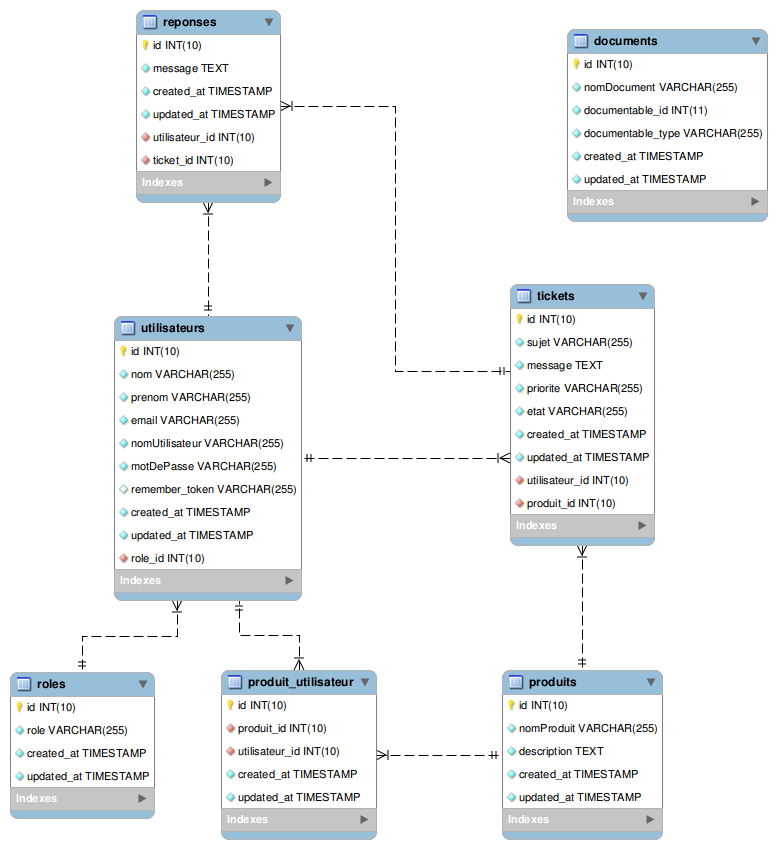 reponses
id INT(10)
message TEXT
created_at TIMESTAMP
updated_at TIMESTAMP
utilisateur_id INT(10)
ticket_id INT(10)
Indexes
documents
id INT(10)
nomDocument VARCHAR(255)
documentable_id INT(11)
documentable_type VARCHAR(255)
created_at TIMESTAMP
updated_at TIMESTAMP
Indexes
utilisateurs
id INT(10)
nom VARCHAR(255)
prenom VARCHAR(255)
email VARCHAR(255)
nomUtilisateur VARCHAR(255)
motDePasse VARCHAR(255)
remember_token VARCHAR(255)
created_at TIMESTAMP
updated_at TIMESTAMP
role_id INT(10)
Indexes
tickets
id INT(10)
sujet VARCHAR(255)
message TEXT
priorite VARCHAR(255)
etat VARCHAR(255)
created_at TIMESTAMP
updated_at TIMESTAMP
utilisateur_id INT(10)
produit_id INT(10)
Indexes
roles
id INT(10)
role VARCHAR(255)
created_at TIMESTAMP
updated_at TIMESTAMP
Indexes
produit_utilisateur
id INT(10)
produit_id INT(10)
utilisateur_id INT(10)
created_at TIMESTAMP
updated_at TIMESTAMP
Indexes
produits
id INT(10)
nomProduit VARCHAR(255)
description TEXT
created_at TIMESTAMP
updated_at TIMESTAMP
Indexes